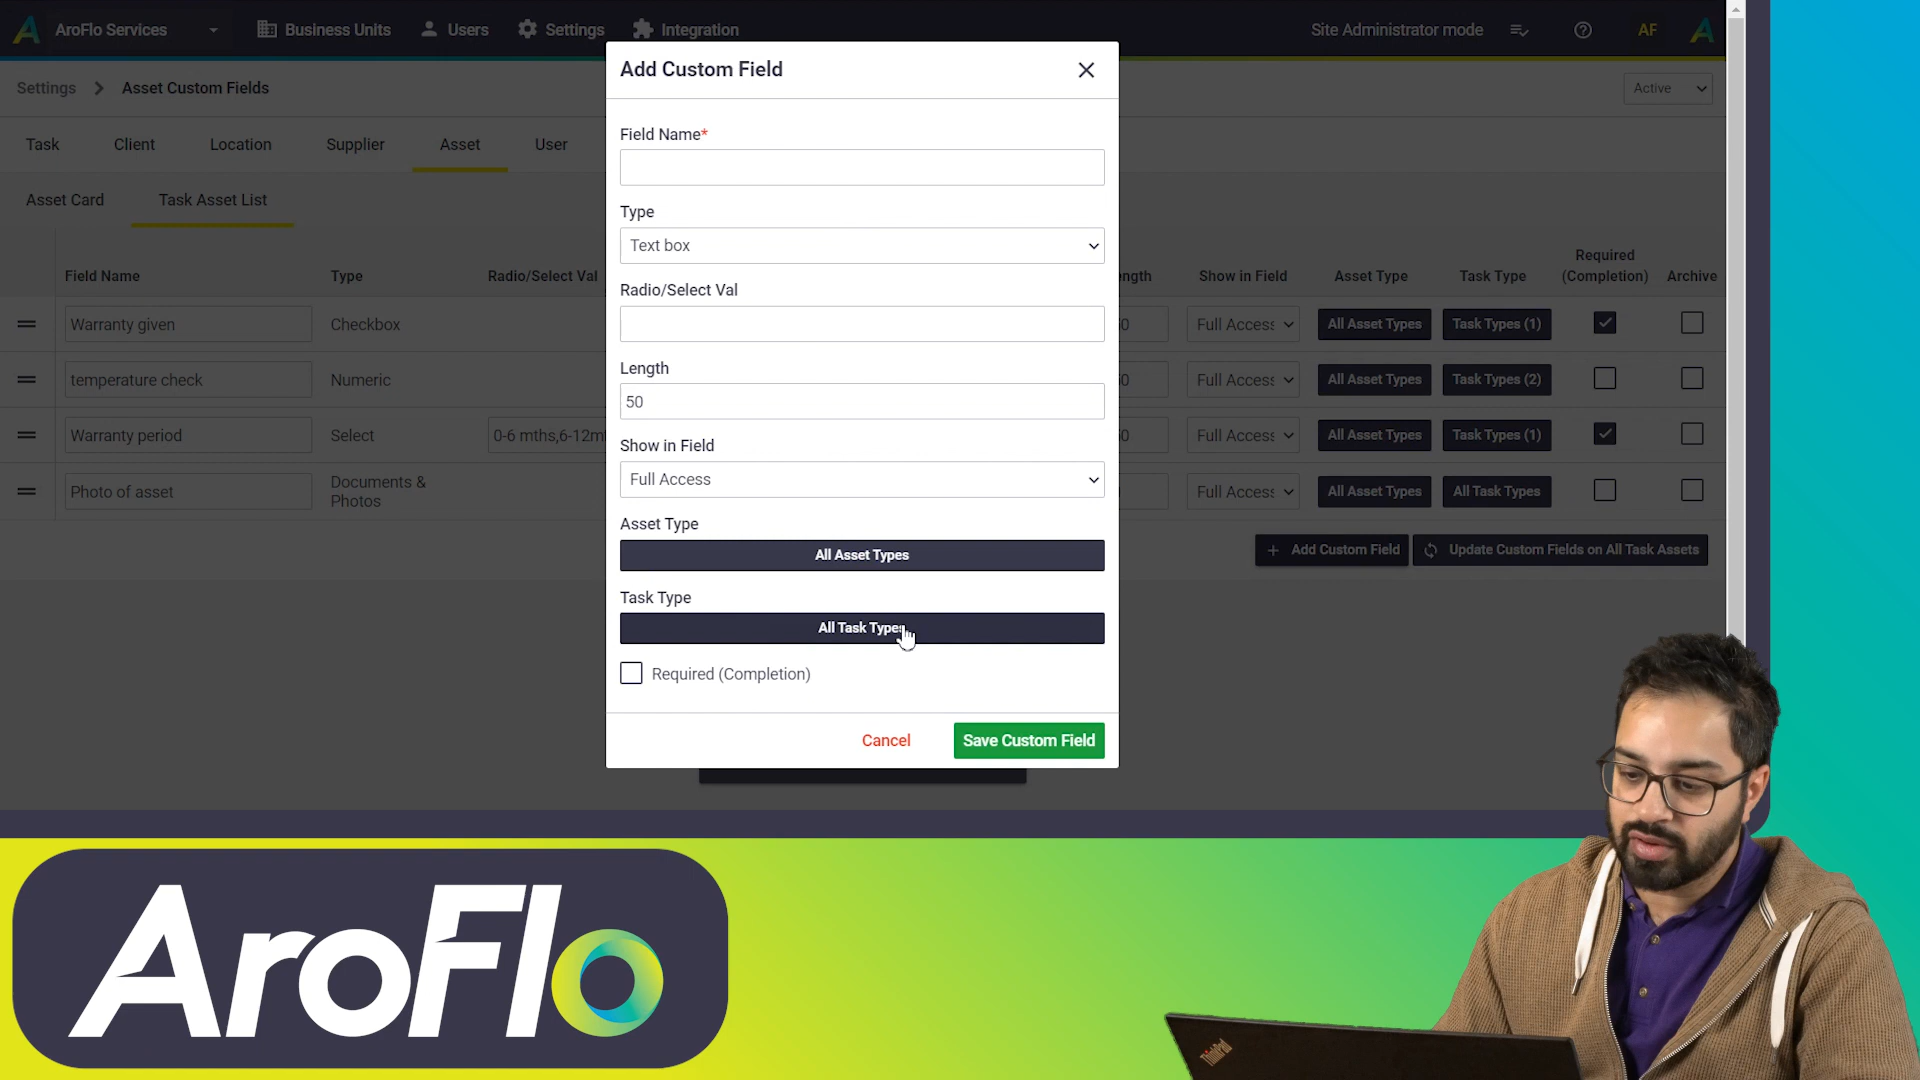 AroFlo Services
Business Units
Users
Settings
Integration
Site Administrator mode
AF
Settings > Asset Custom Fields
Active
Task
Client
Location
Supplier
Asset
User
Asset Card
Task Asset List
Field Name
Type
Radio/Select Val
Show in Field
Asset Type
Task Type
Required
(Completion)
Archive
Warranty given
Checkbox
Full Access
All Asset Types
Task Types (1)
temperature check
Numeric
Full Access
All Asset Types
Task Types (2)
Warranty period
Select
0-6 mths,6-12m
Full Access
All Asset Types
Task Types (1)
Photo of asset
Documents &
Photos
Full Access
All Asset Types
All Task Types
+ Add Custom Field
Update Custom Fields on All Task Assets
Add Custom Field
Field Name*
Type
Text box
Radio/Select Val
Length
50
Show in Field
Full Access
Asset Type
All Asset Types
Task Type
All Task Types
Required (Completion)
Cancel
Save Custom Field
AroFlo
ThinkPad